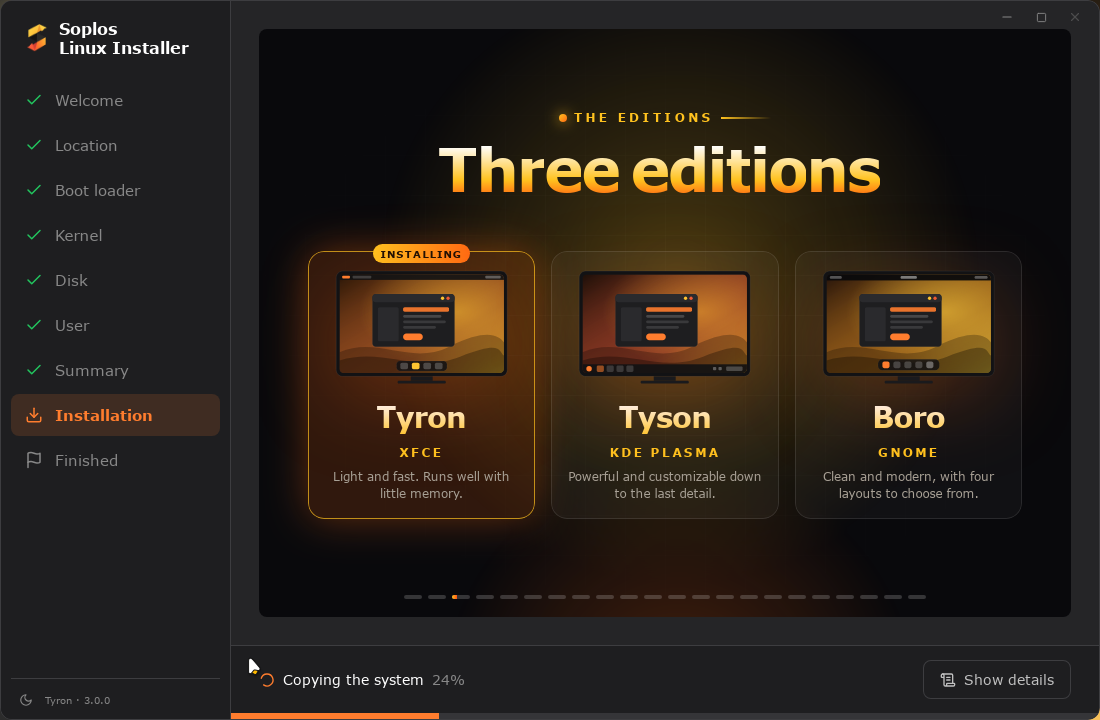 Soplos
Linux Installer
Welcome
Location
Boot loader
Kernel
Disk
User
Summary
Installation
Finished
Tyron · 3.0.0
THE EDITIONS
Three editions
INSTALLING
Tyron
XFCE
Light and fast. Runs well with
little memory.
Tyson
KDE PLASMA
Powerful and customizable down
to the last detail.
Boro
GNOME
Clean and modern, with four
layouts to choose from.
Copying the system 24%
Show details